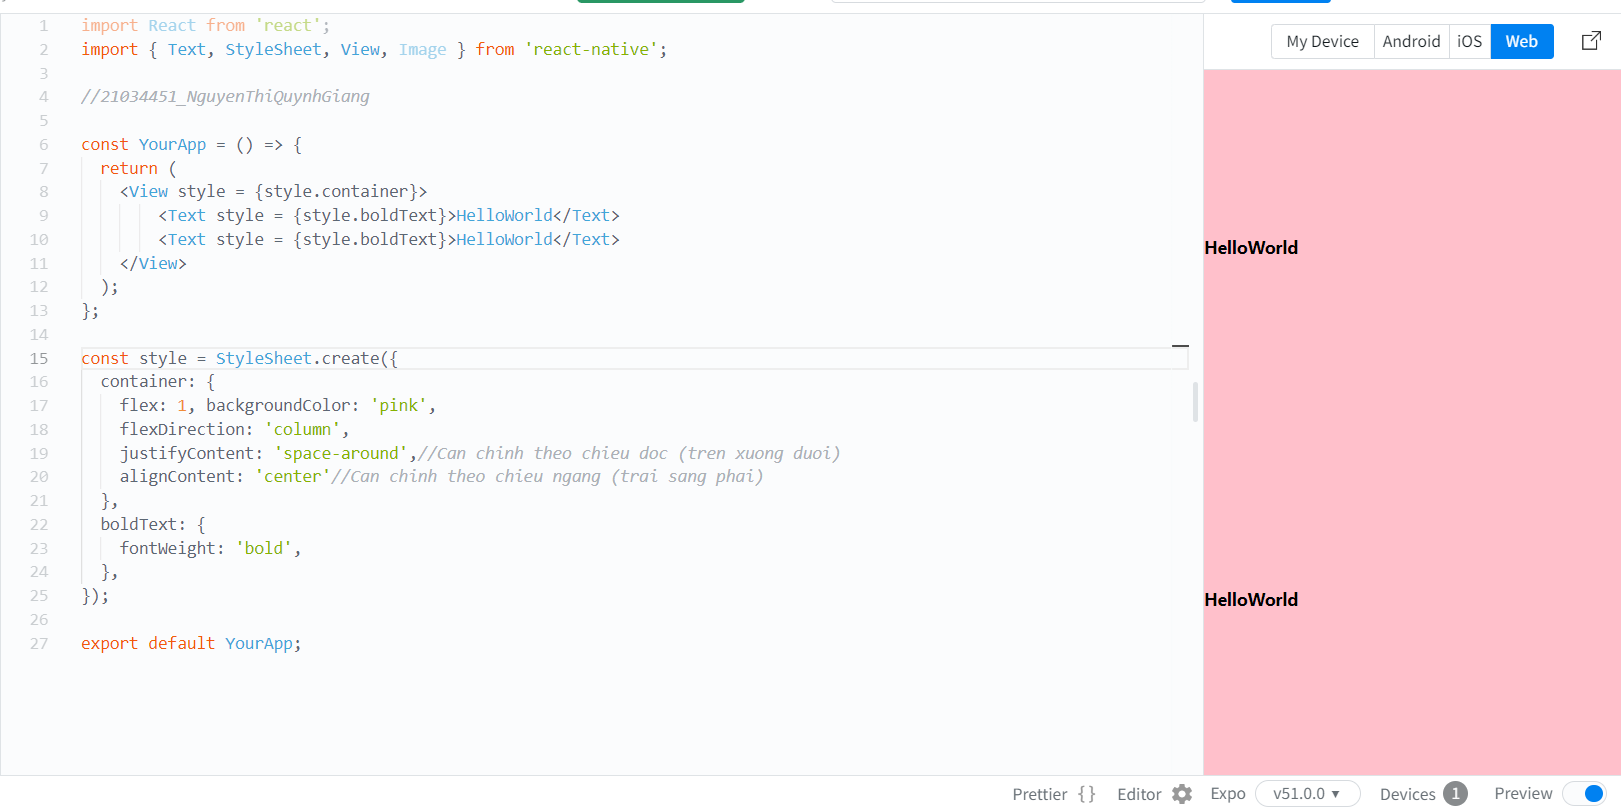 1 import React from 'react';
2 import { Text, StyleSheet, View, Image } from 'react-native';
3
4 //21034451_NguyenThiQuynhGiang
5
6 const YourApp = () => {
7 return (
8 <View style = {style.container}>
9 <Text style = {style.boldText}>HelloWorld</Text>
10 <Text style = {style.boldText}>HelloWorld</Text>
11 </View>
12 );
13 };
14
15 const style = StyleSheet.create({
16 container: {
17 flex: 1, backgroundColor: 'pink',
18 flexDirection: 'column',
19 justifyContent: 'space-around',//Can chinh theo chieu doc (tren xuong duoi)
20 alignContent: 'center'//Can chinh theo chieu ngang (trai sang phai)
21 },
22 boldText: {
23 fontWeight: 'bold',
24 },
25 });
26
27 export default YourApp;
My Device Android iOS Web
HelloWorld
HelloWorld
Prettier {} Editor Expo v51.0.0 Devices 1 Preview